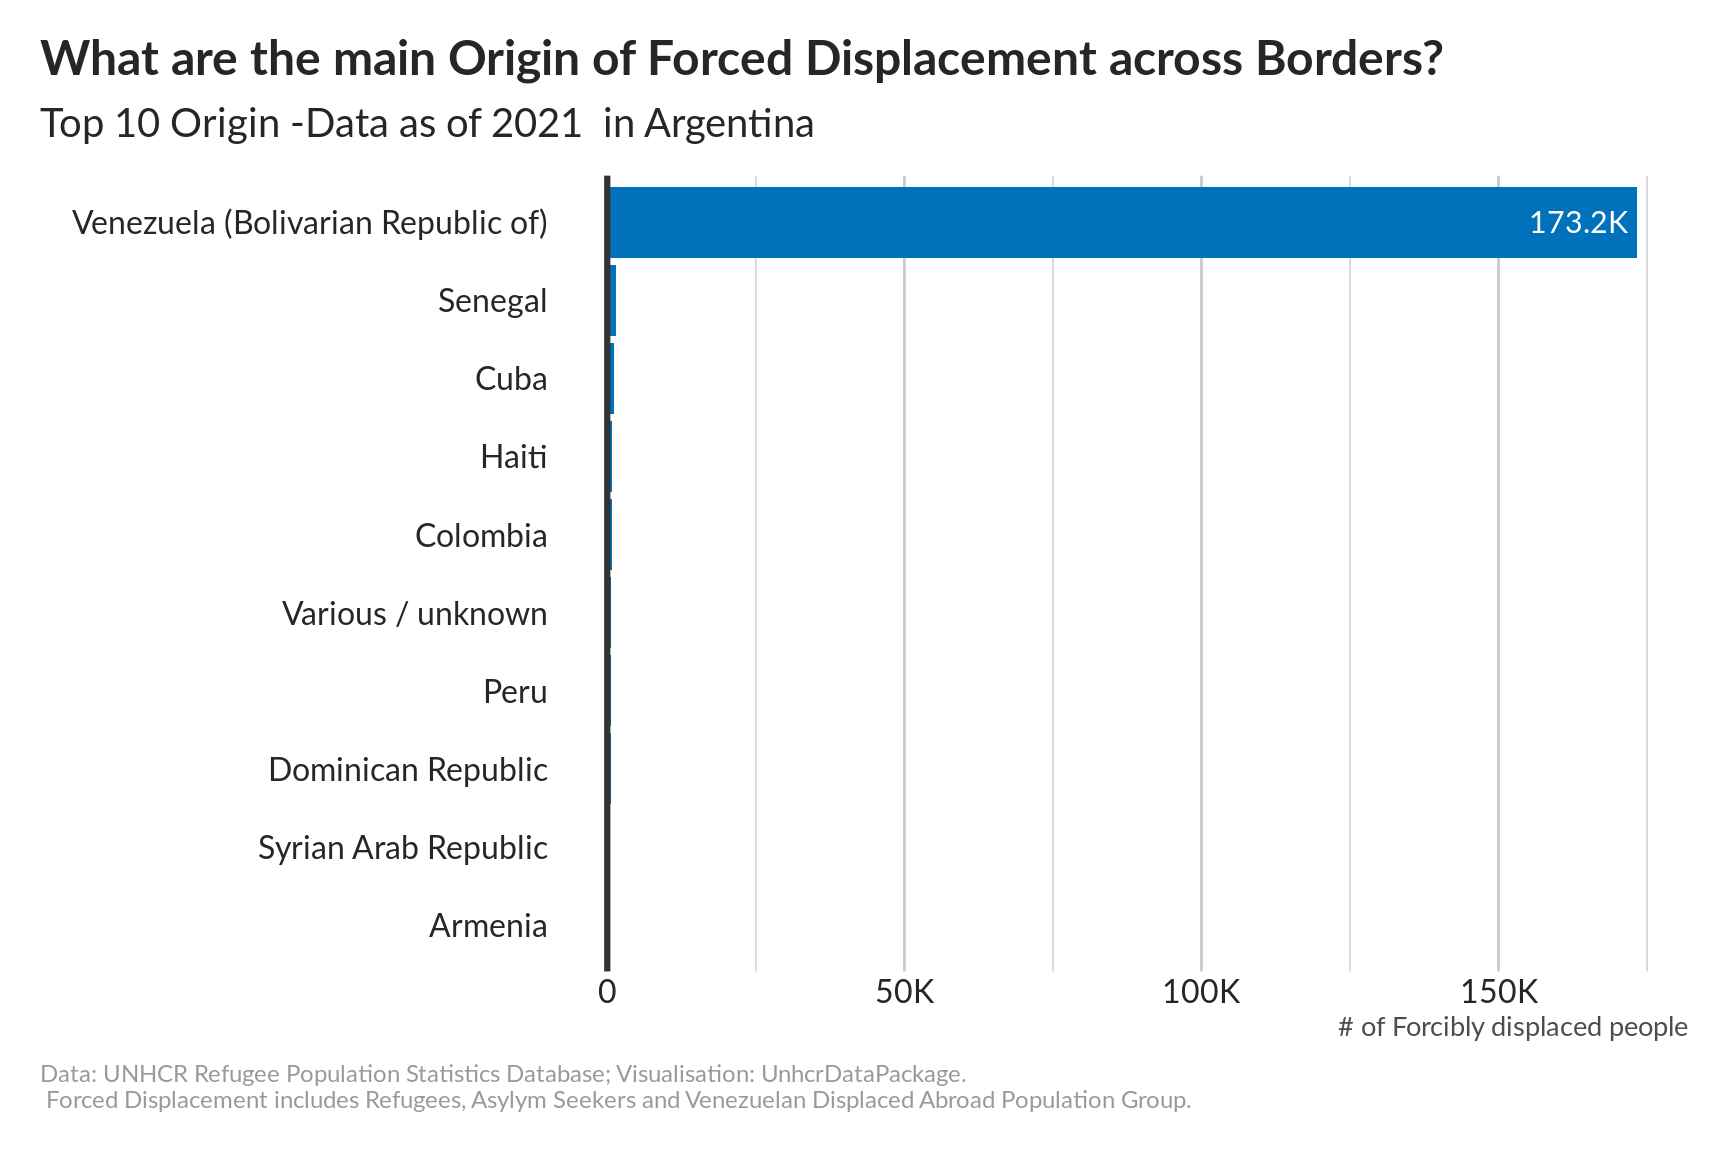 What are the main Origin of Forced Displacement across Borders?
Top 10 Origin -Data as of 2021  in Argentina
Venezuela (Bolivarian Republic of)
173.2K
Senegal
Cuba
Haiti
Colombia
Various / unknown
Peru
Dominican Republic
Syrian Arab Republic
Armenia
0 50K 100K 150K
# of Forcibly displaced people
Data: UNHCR Refugee Population Statistics Database; Visualisation: UnhcrDataPackage.
Forced Displacement includes Refugees, Asylym Seekers and Venezuelan Displaced Abroad Population Group.